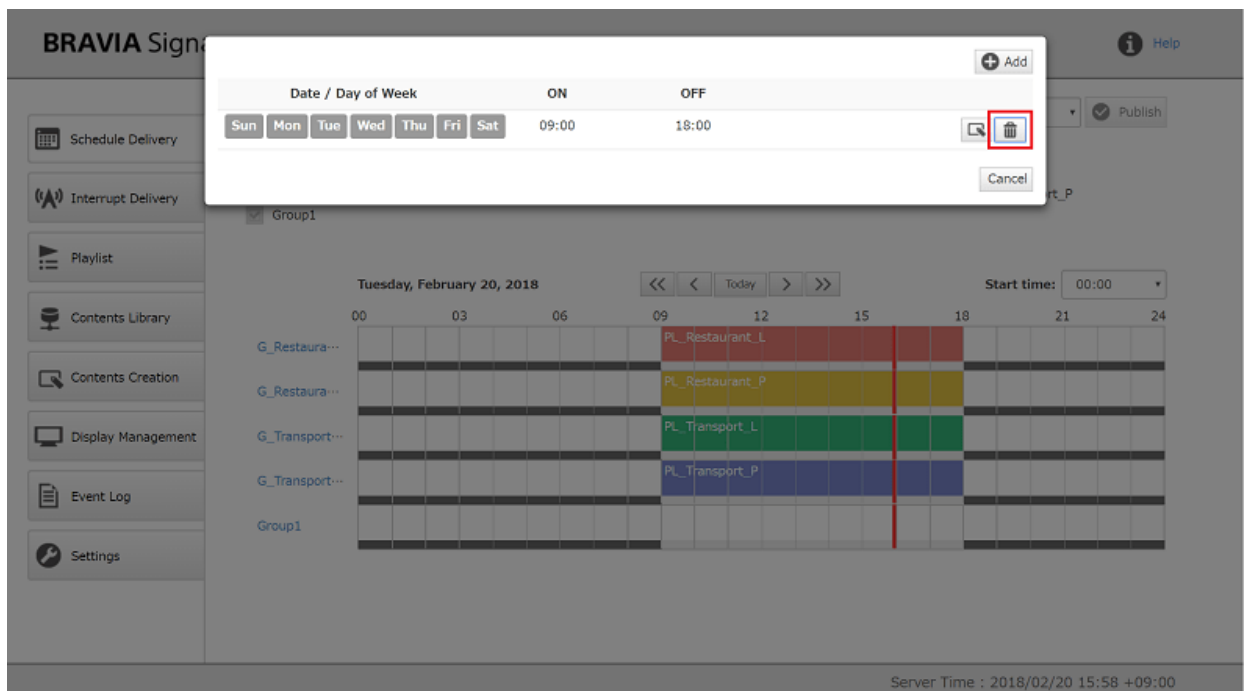 BRAVIA Signa
Help
Add
Date / Day of Week ON OFF
Sun Mon Tue Wed Thu Fri Sat 09:00 18:00
Cancel
Publish
Schedule Delivery
Interrupt Delivery
rt_P
Group1
Playlist
Contents Library
Contents Creation
Display Management
Event Log
Settings
Tuesday, February 20, 2018 << < Today > >> Start time: 00:00
00 03 06 09 12 15 18 21 24
G_Restaura… PL_Restaurant_L
G_Restaura… PL_Restaurant_P
G_Transport… PL_Transport_L
G_Transport… PL_Transport_P
Group1
Server Time : 2018/02/20 15:58 +09:00